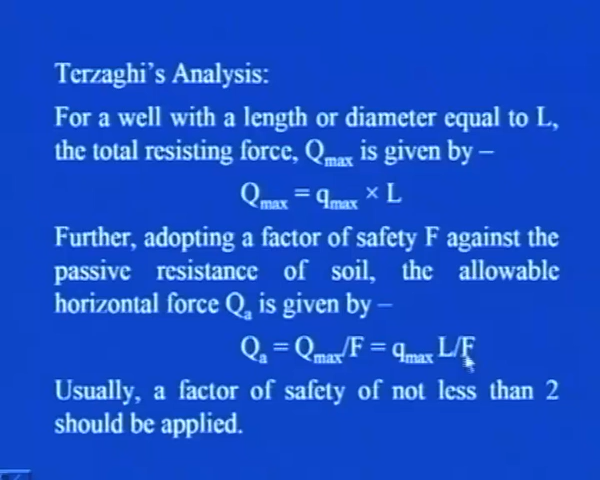 Terzaghi's Analysis:
For a well with a length or diameter equal to L,
the total resisting force, Qmax is given by –
Qmax = qmax × L
Further, adopting a factor of safety F against the
passive resistance of soil, the allowable
horizontal force Qa is given by –
Qa = Qmax/F = qmax L/F
Usually, a factor of safety of not less than 2
should be applied.